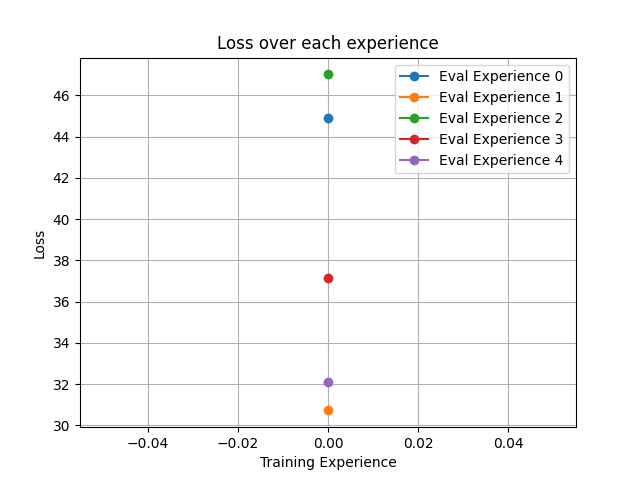 Loss over each experience
Eval Experience 0
Eval Experience 1
Eval Experience 2
Eval Experience 3
Eval Experience 4
46
44
42
40
38
36
34
32
30
Loss
−0.04
−0.02
0.00
0.02
0.04
Training Experience